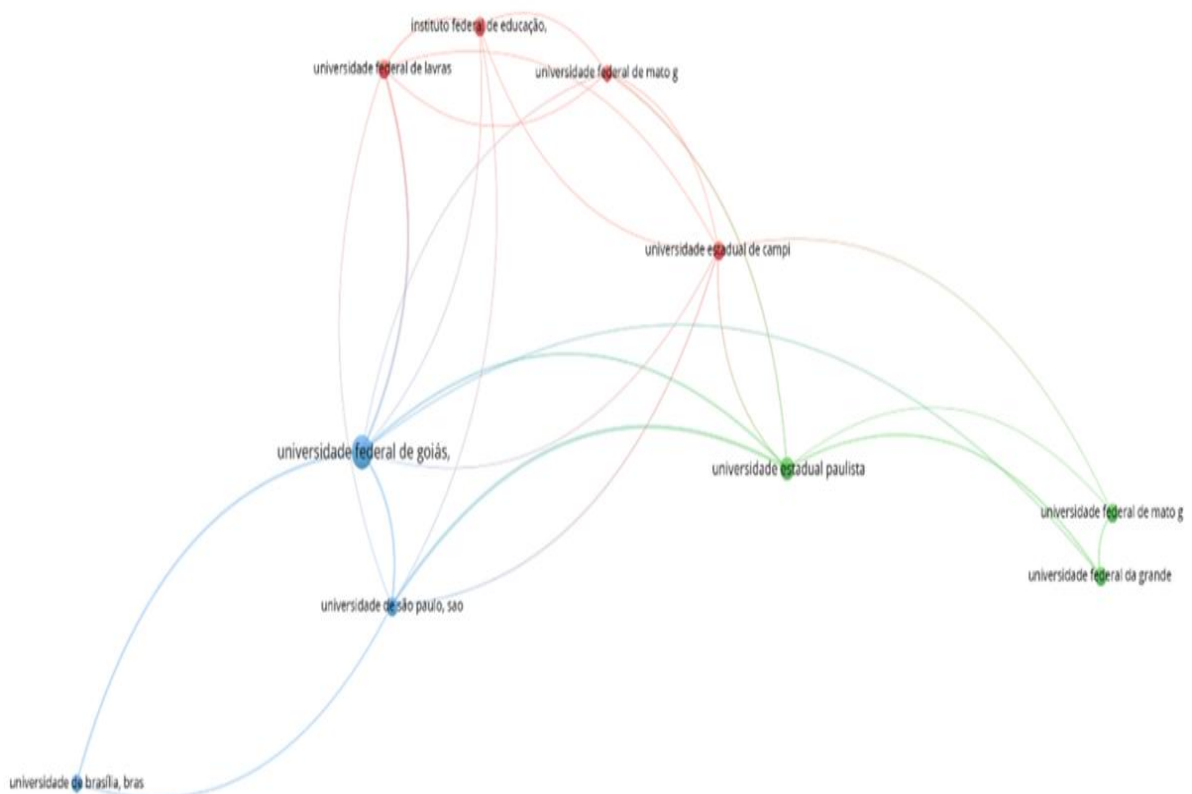 instituto federal de educação,
universidade federal de lavras
universidade federal de mato g
universidade estadual de campi
universidade federal de goiás,
universidade estadual paulista
universidade federal de mato g
universidade federal da grande
universidade de são paulo, sao
universidade de brasília, bras